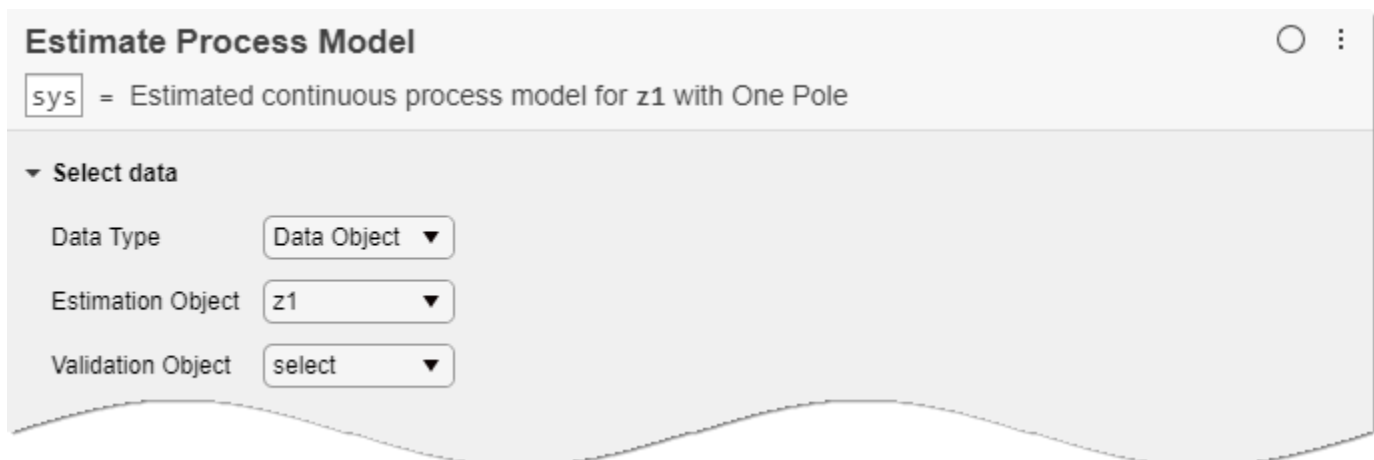 Estimate Process Model
sys = Estimated continuous process model for z1 with One Pole
Select data
Data Type Data Object
Estimation Object z1
Validation Object select